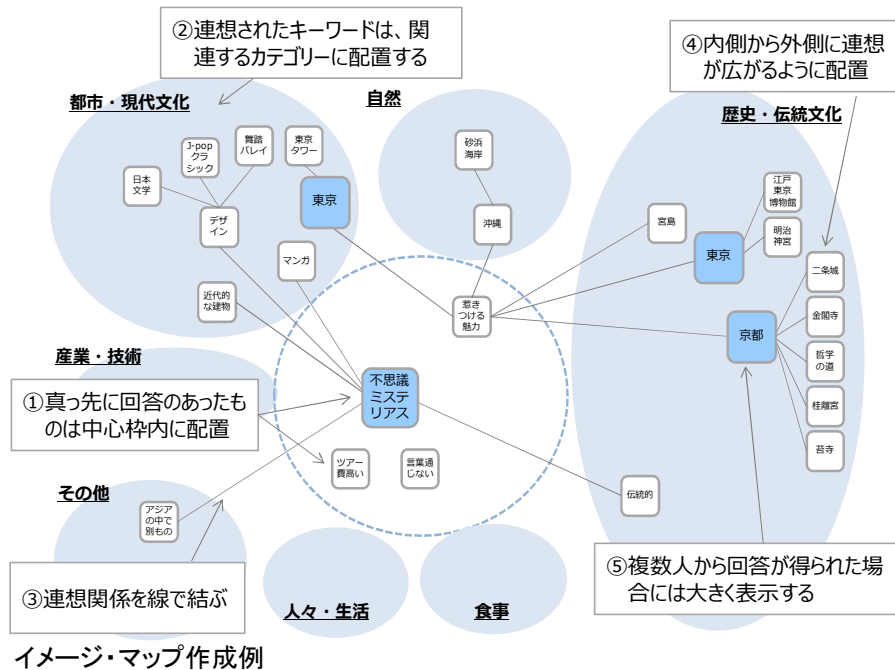 ②連想されたキーワードは、関
連するカテゴリーに配置する
④内側から外側に連想
が広がるように配置
都市・現代文化
自然
歴史・伝統文化
J-pop
クラ
シック
舞踏
バレイ
東京
タワー
日本
文学
東京
デザ
イン
マンガ
近代的
な建物
砂浜
海岸
沖縄
惹き
つける
魅力
宮島
東京
江戸
東京
博物館
明治
神宮
二条城
金閣寺
京都
哲学
の道
桂離宮
苔寺
産業・技術
①真っ先に回答のあったも
のは中心枠内に配置
不思議
ミステ
リアス
ツアー
費高い
言葉通
じない
伝統的
その他
アジア
の中で
別もの
③連想関係を線で結ぶ
人々・生活
食事
⑤複数人から回答が得られた場
合には大きく表示する
イメージ・マップ作成例